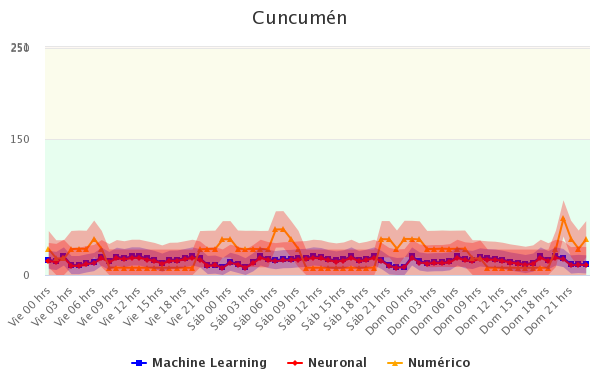 Cuncumén
150
0
Vie 00 hrs
Vie 03 hrs
Vie 06 hrs
Vie 09 hrs
Vie 12 hrs
Vie 15 hrs
Vie 18 hrs
Vie 21 hrs
Sáb 00 hrs
Sáb 03 hrs
Sáb 06 hrs
Sáb 09 hrs
Sáb 12 hrs
Sáb 15 hrs
Sáb 18 hrs
Sáb 21 hrs
Dom 00 hrs
Dom 03 hrs
Dom 06 hrs
Dom 09 hrs
Dom 12 hrs
Dom 15 hrs
Dom 18 hrs
Dom 21 hrs
Machine Learning Neuronal Numérico